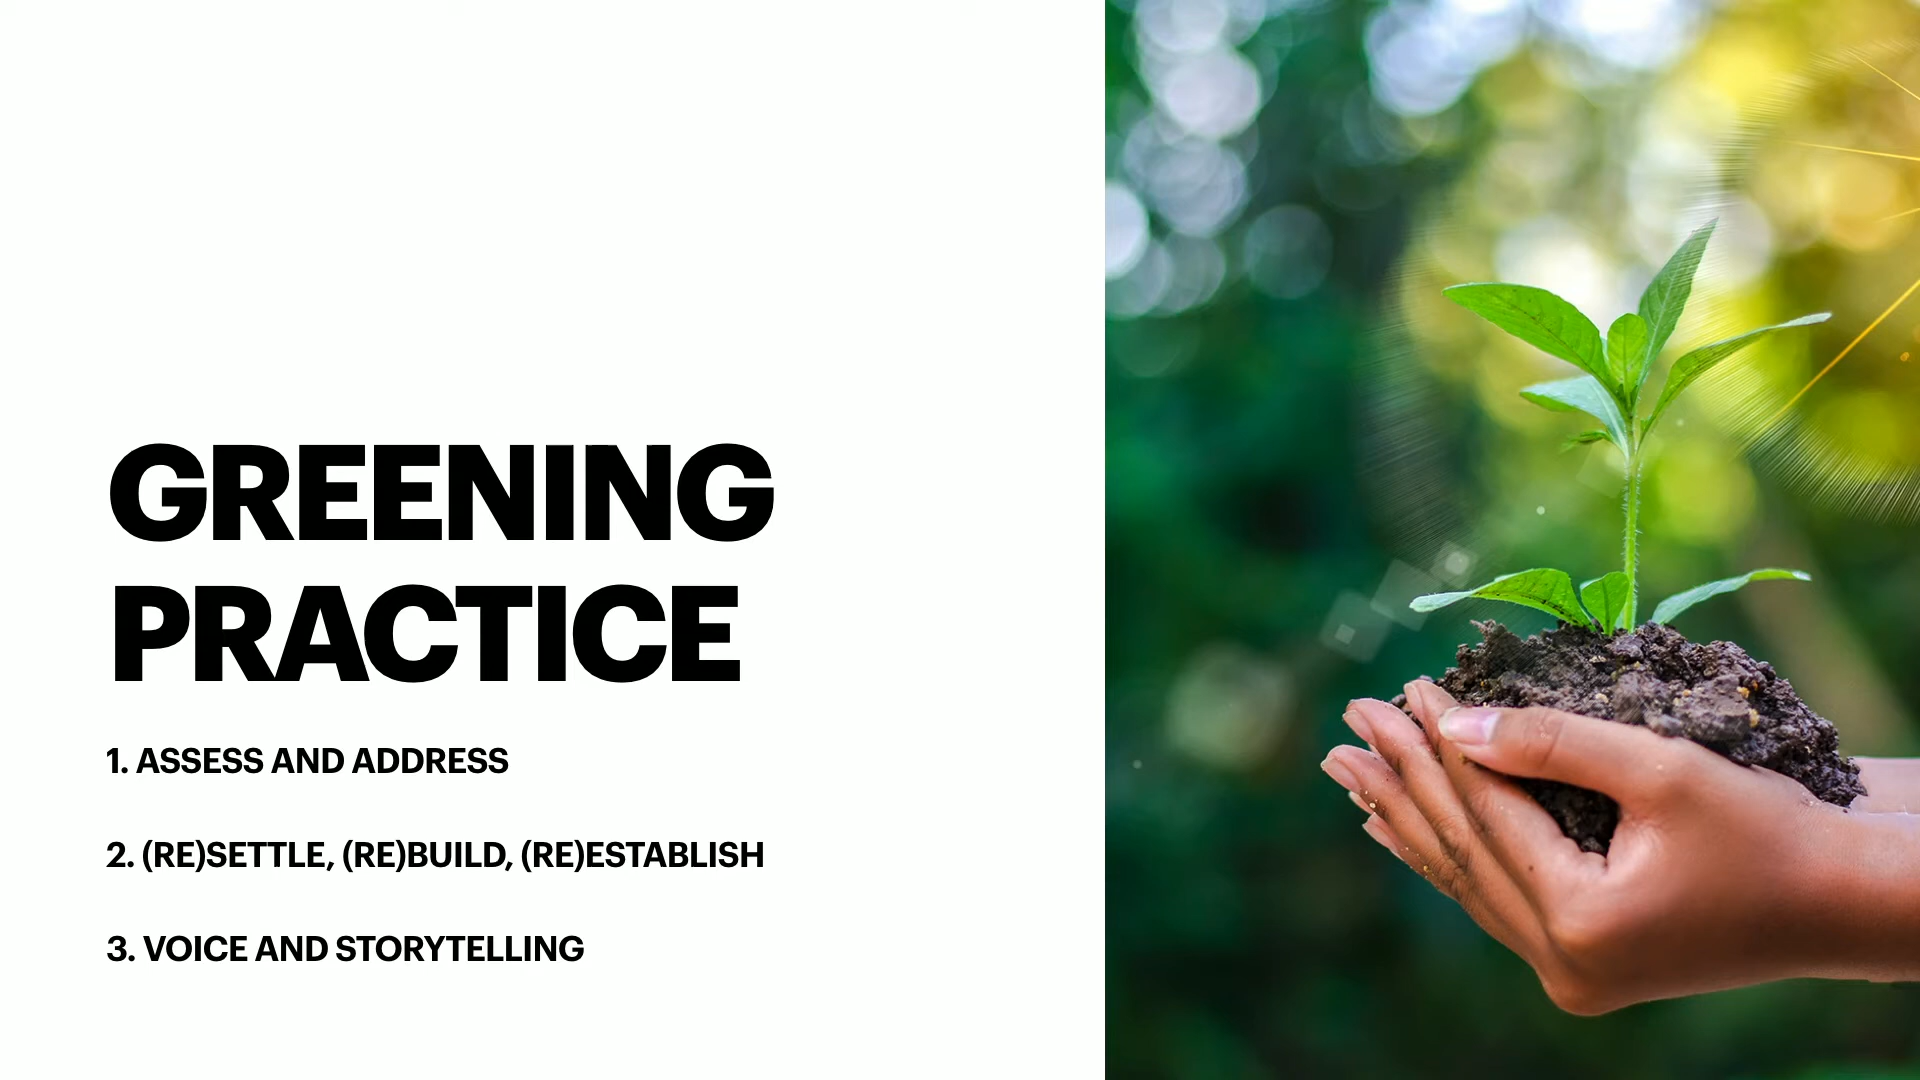 GREENING
PRACTICE
1. ASSESS AND ADDRESS
2. (RE)SETTLE, (RE)BUILD, (RE)ESTABLISH
3. VOICE AND STORYTELLING